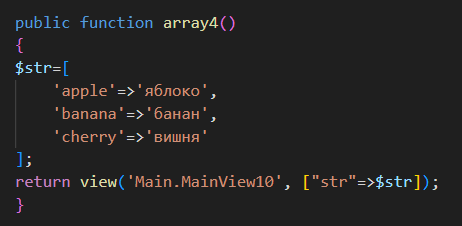 public function array4()
{
$str=[
    'apple'=>'яблоко',
    'banana'=>'банан',
    'cherry'=>'вишня'
];
return view('Main.MainView10', ["str"=>$str]);
}